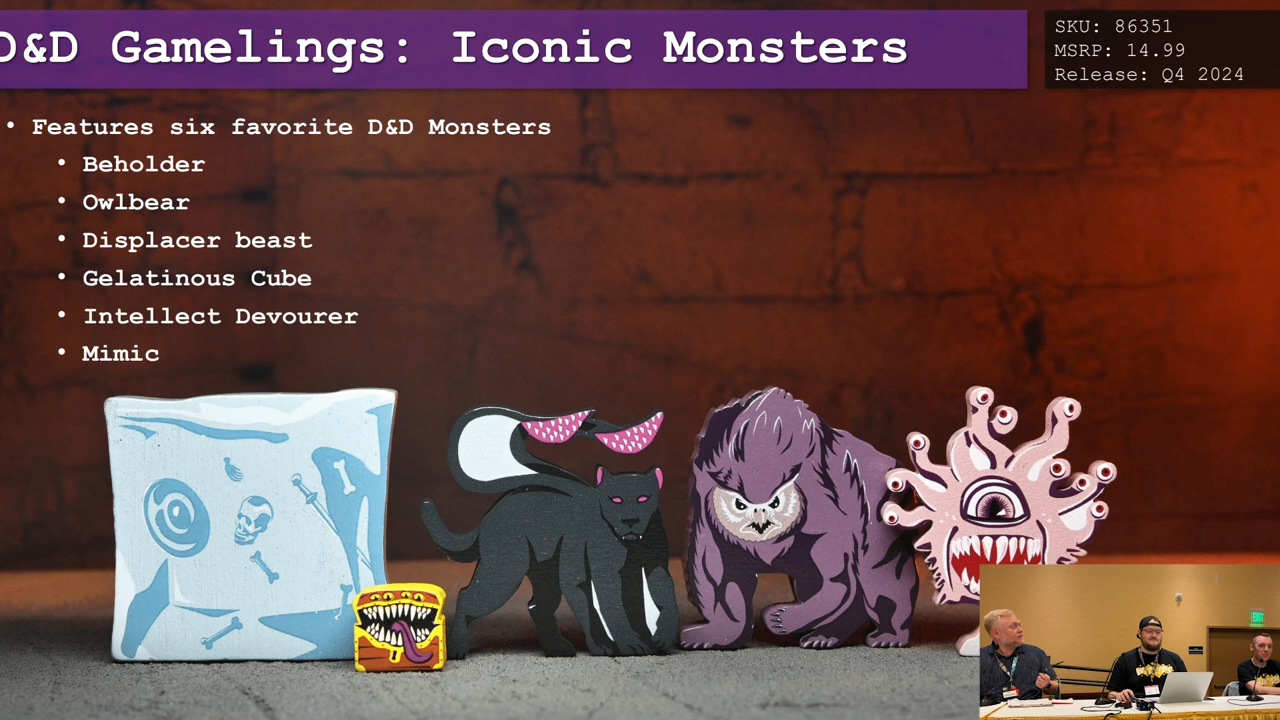 D&D Gamelings: Iconic Monsters
SKU: 86351
MSRP: 14.99
Release: Q4 2024
• Features six favorite D&D Monsters
• Beholder
• Owlbear
• Displacer beast
• Gelatinous Cube
• Intellect Devourer
• Mimic